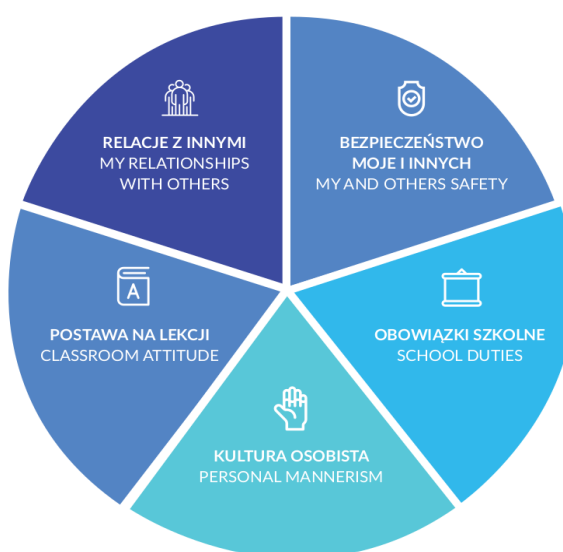 RELACJE Z INNYMI
MY RELATIONSHIPS
WITH OTHERS
BEZPIECZEŃSTWO
MOJE I INNYCH
MY AND OTHERS SAFETY
POSTAWA NA LEKCJI
CLASSROOM ATTITUDE
A
OBOWIĄZKI SZKOLNE
SCHOOL DUTIES
KULTURA OSOBISTA
PERSONAL MANNERISM